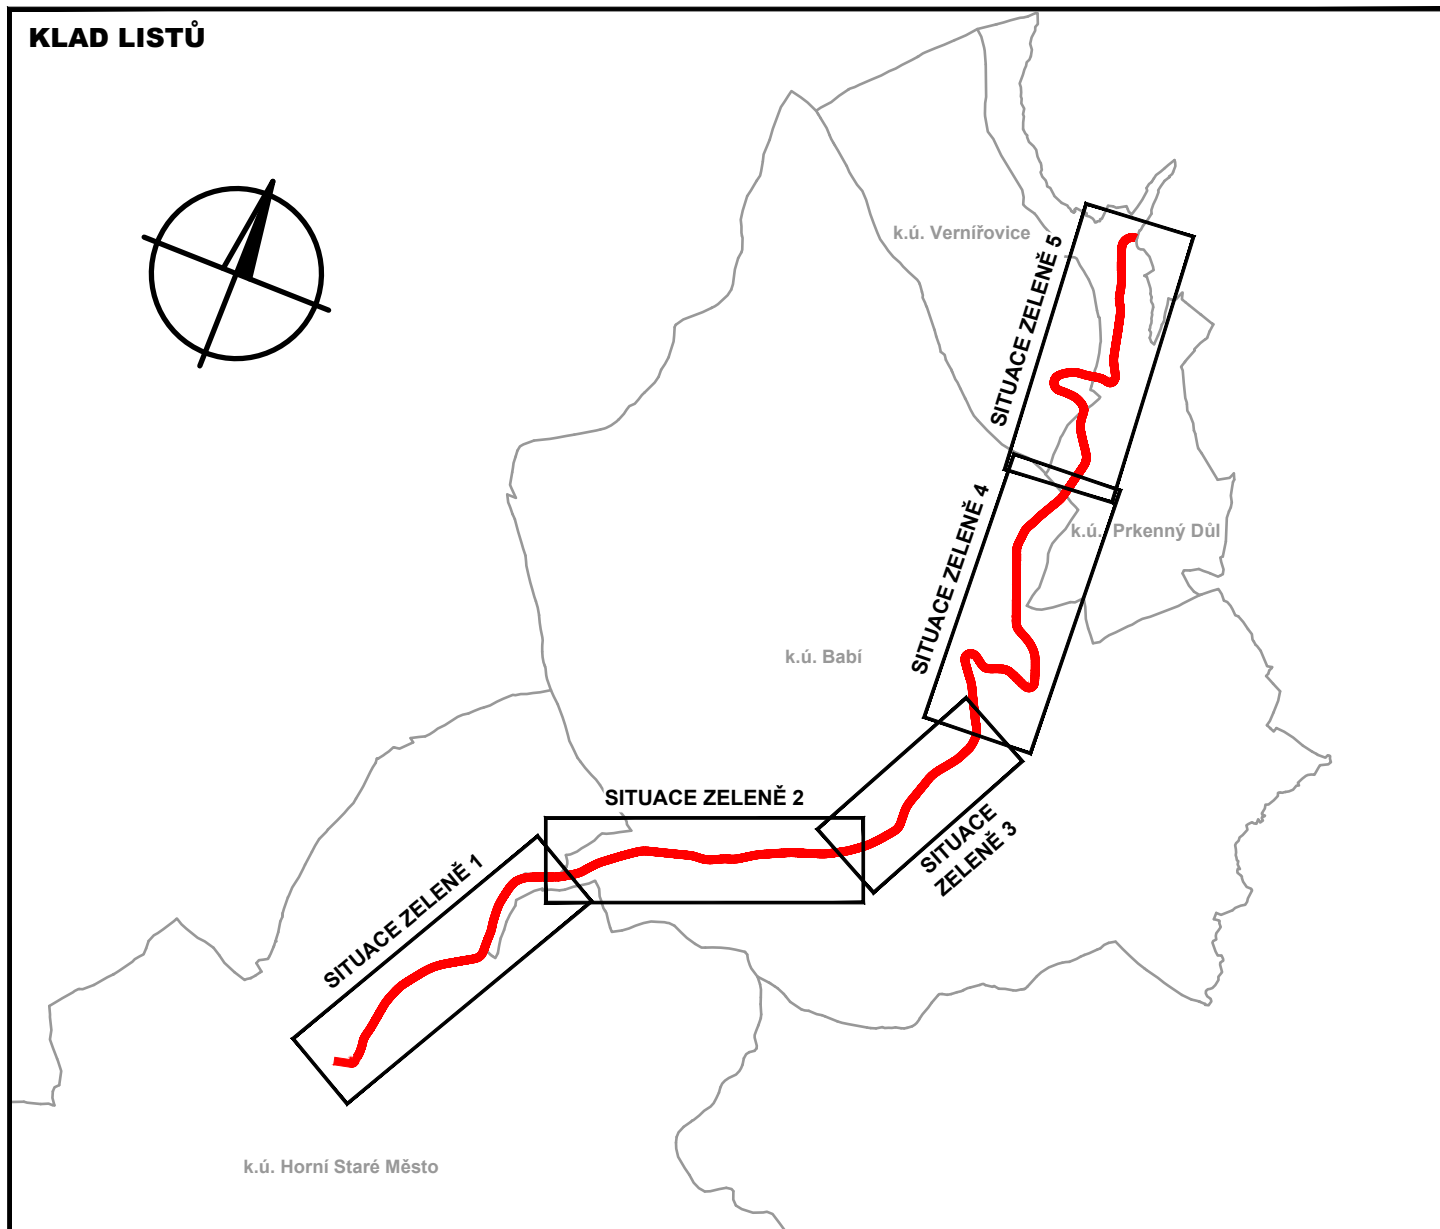 KLAD LISTŮ
k.ú. Vernířovice
SITUACE ZELENĚ 5
SITUACE ZELENĚ 4
k.ú. Prkenný Důl
k.ú. Babí
SITUACE ZELENĚ 2
SITUACE
ZELENĚ 3
SITUACE ZELENĚ 1
k.ú. Horní Staré Město